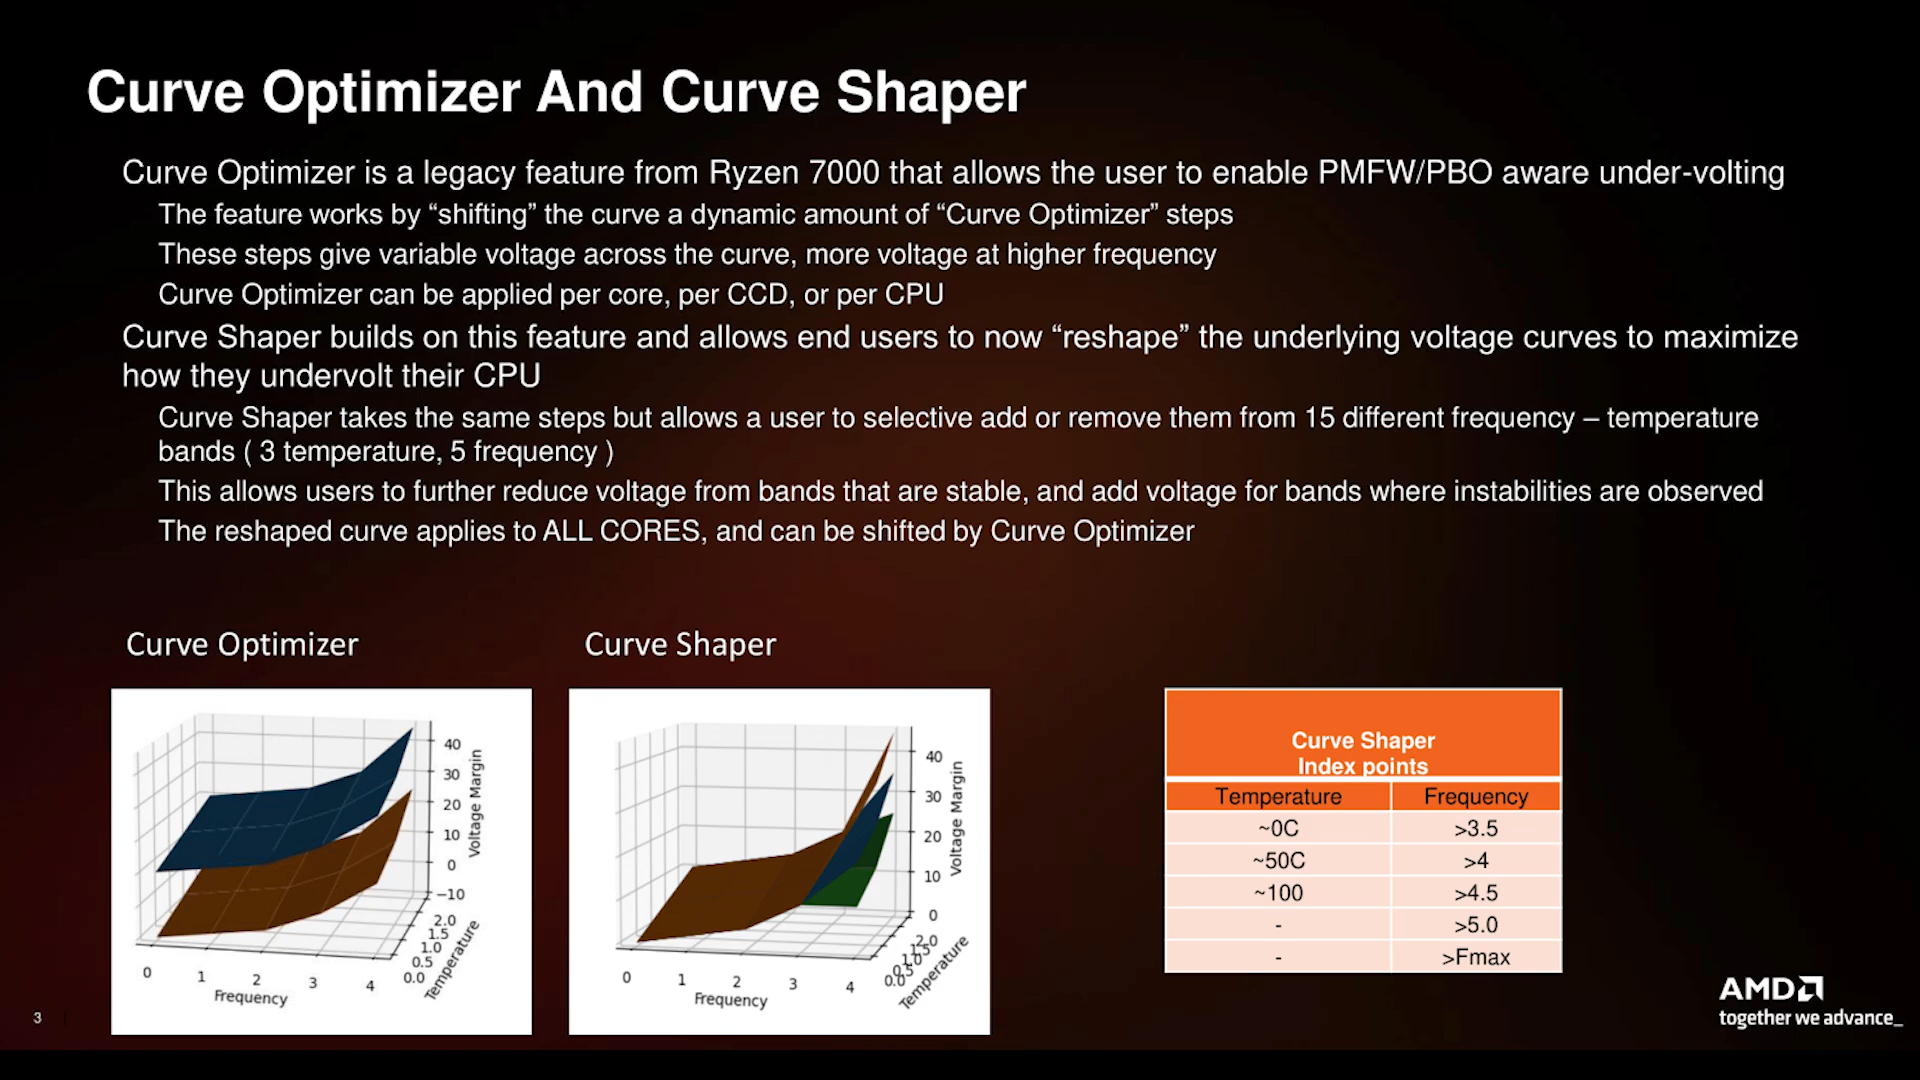 Curve Optimizer And Curve Shaper
Curve Optimizer is a legacy feature from Ryzen 7000 that allows the user to enable PMFW/PBO aware under-volting
The feature works by “shifting” the curve a dynamic amount of “Curve Optimizer” steps
These steps give variable voltage across the curve, more voltage at higher frequency
Curve Optimizer can be applied per core, per CCD, or per CPU
Curve Shaper builds on this feature and allows end users to now “reshape” the underlying voltage curves to maximize
how they undervolt their CPU
Curve Shaper takes the same steps but allows a user to selective add or remove them from 15 different frequency – temperature
bands ( 3 temperature, 5 frequency )
This allows users to further reduce voltage from bands that are stable, and add voltage for bands where instabilities are observed
The reshaped curve applies to ALL CORES, and can be shifted by Curve Optimizer
Curve Optimizer
40
30
20
10
0
−10
Voltage Margin
2.0
1.5
1.0
0.5
0.0
Temperature
0 1 2 3 4
Frequency
Curve Shaper
40
30
20
10
0
Voltage Margin
2.0
1.5
1.0
0.5
0.0
Temperature
0 1 2 3 4
Frequency
Curve Shaper
Index points
Temperature Frequency
~0C >3.5
~50C >4
~100 >4.5
- >5.0
- >Fmax
AMD
together we advance_
3